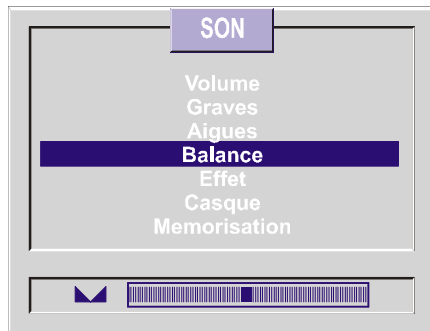 SON
Volume
Graves
Aigues
Balance
Effet
Casque
Memorisation